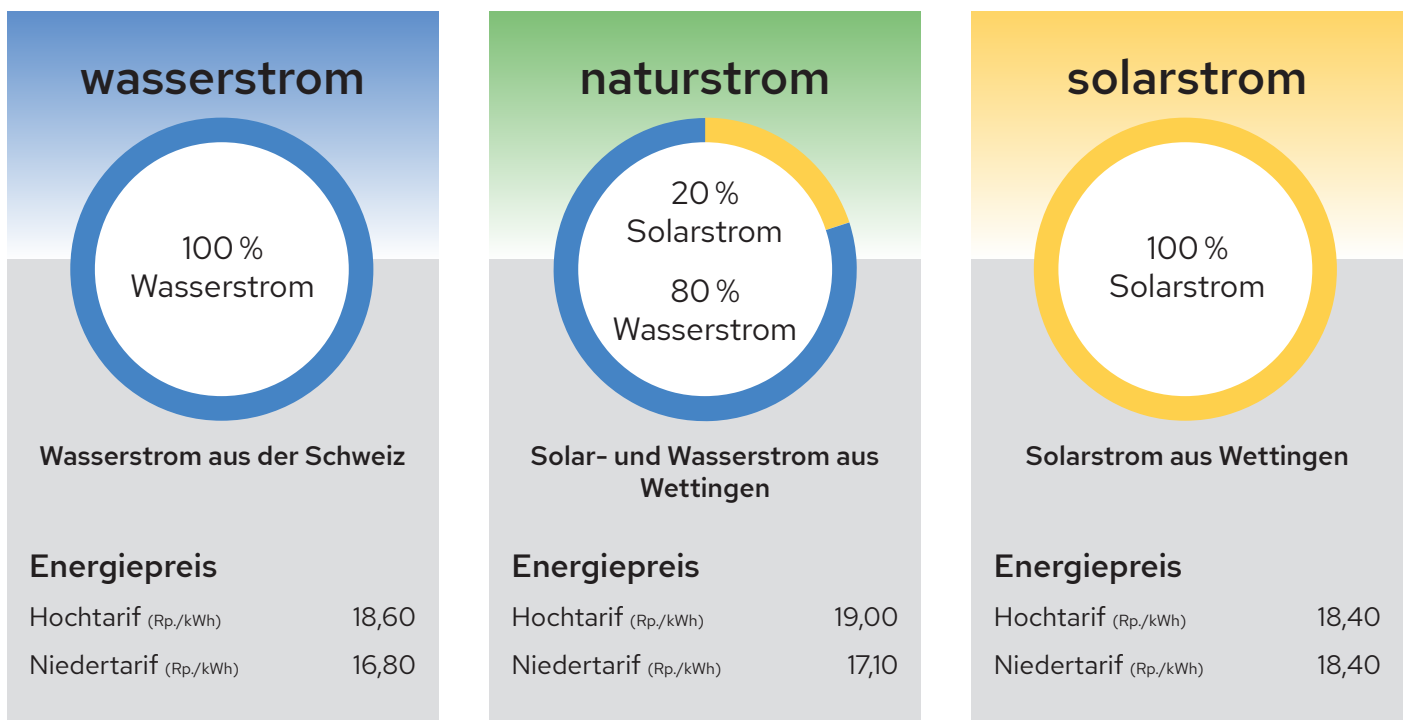 wasserstrom
100 %
Wasserstrom
Wasserstrom aus der Schweiz
Energiepreis
Hochtarif (Rp./kWh) 18,60
Niedertarif (Rp./kWh) 16,80
naturstrom
20 %
Solarstrom
80 %
Wasserstrom
Solar- und Wasserstrom aus
Wettingen
Energiepreis
Hochtarif (Rp./kWh) 19,00
Niedertarif (Rp./kWh) 17,10
solarstrom
100 %
Solarstrom
Solarstrom aus Wettingen
Energiepreis
Hochtarif (Rp./kWh) 18,40
Niedertarif (Rp./kWh) 18,40